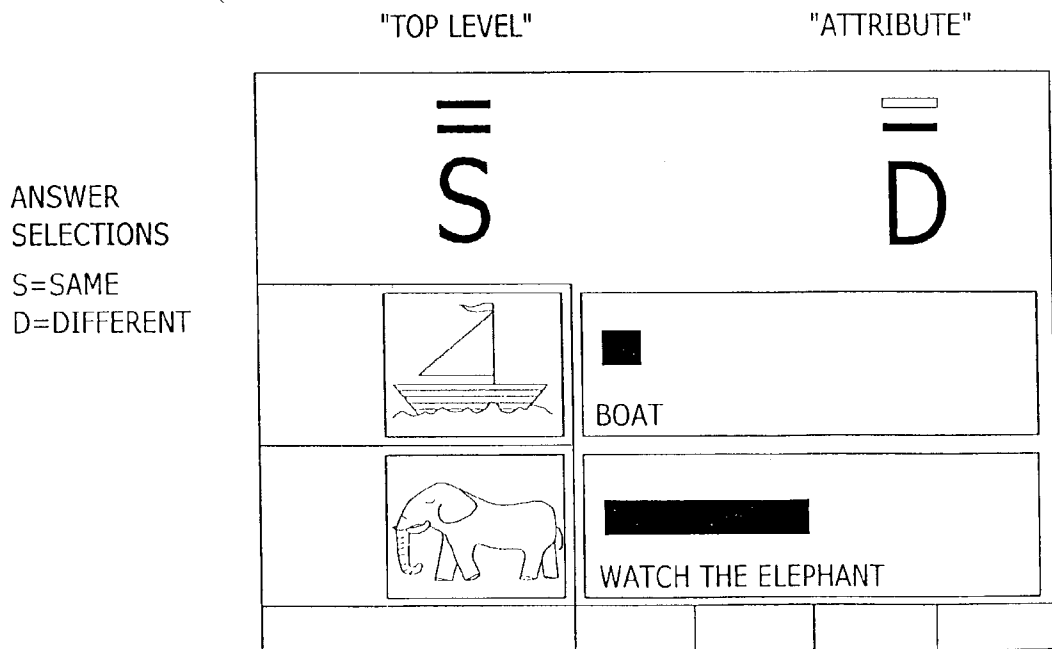 "TOP LEVEL"
"ATTRIBUTE"
S
D
ANSWER
SELECTIONS
S=SAME
D=DIFFERENT
BOAT
WATCH THE ELEPHANT